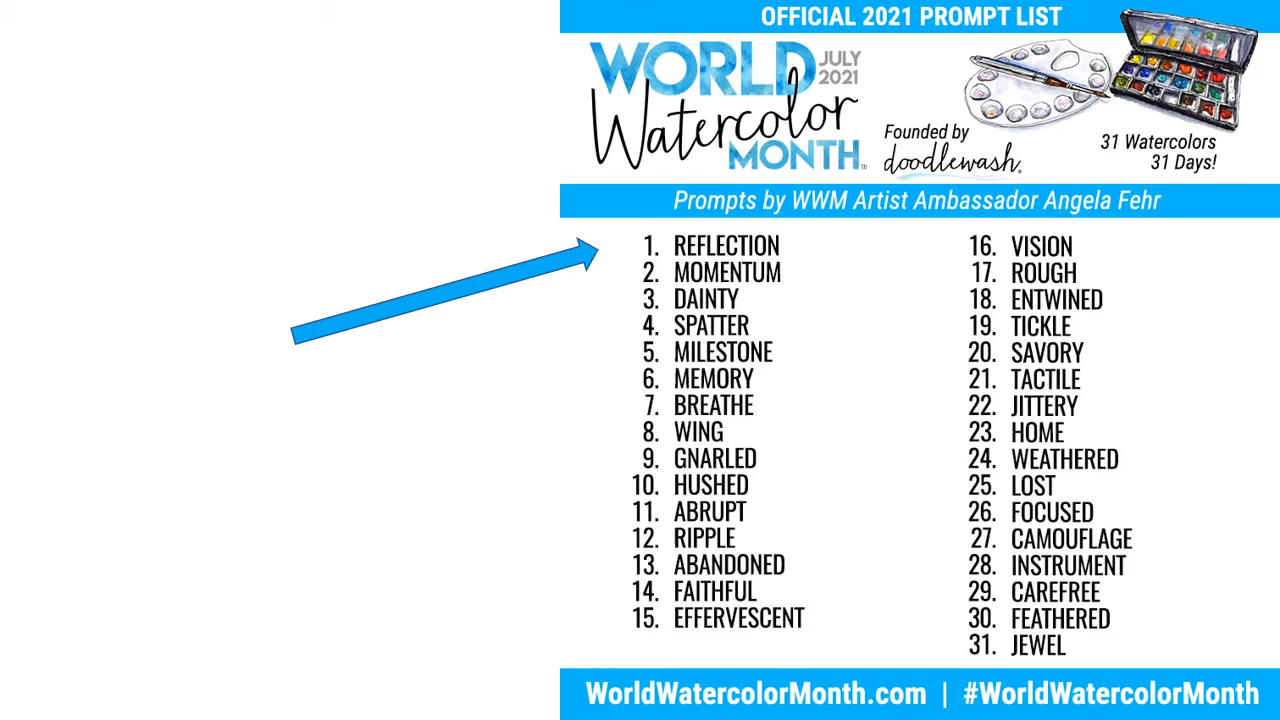 OFFICIAL 2021 PROMPT LIST
WORLD
JULY
2021
Watercolor
MONTH™
Founded by
doodlewash®
31 Watercolors
31 Days!
Prompts by WWM Artist Ambassador Angela Fehr
1. REFLECTION
2. MOMENTUM
3. DAINTY
4. SPATTER
5. MILESTONE
6. MEMORY
7. BREATHE
8. WING
9. GNARLED
10. HUSHED
11. ABRUPT
12. RIPPLE
13. ABANDONED
14. FAITHFUL
15. EFFERVESCENT
16. VISION
17. ROUGH
18. ENTWINED
19. TICKLE
20. SAVORY
21. TACTILE
22. JITTERY
23. HOME
24. WEATHERED
25. LOST
26. FOCUSED
27. CAMOUFLAGE
28. INSTRUMENT
29. CAREFREE
30. FEATHERED
31. JEWEL
WorldWatercolorMonth.com | #WorldWatercolorMonth